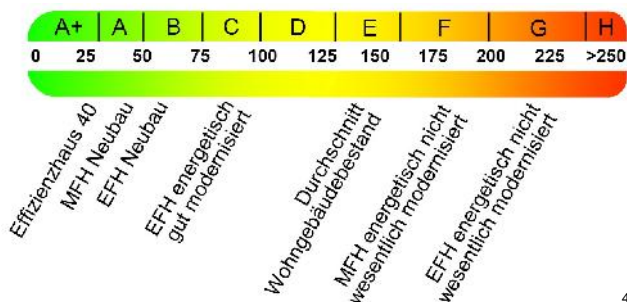 A+ A B C D E F G H
0 25 50 75 100 125 150 175 200 225 >250
Effizienzhaus 40
MFH Neubau
EFH Neubau
EFH energetisch
gut modernisiert
Durchschnitt
Wohngebäudebestand
MFH energetisch nicht
wesentlich modernisiert
EFH energetisch nicht
wesentlich modernisiert
4